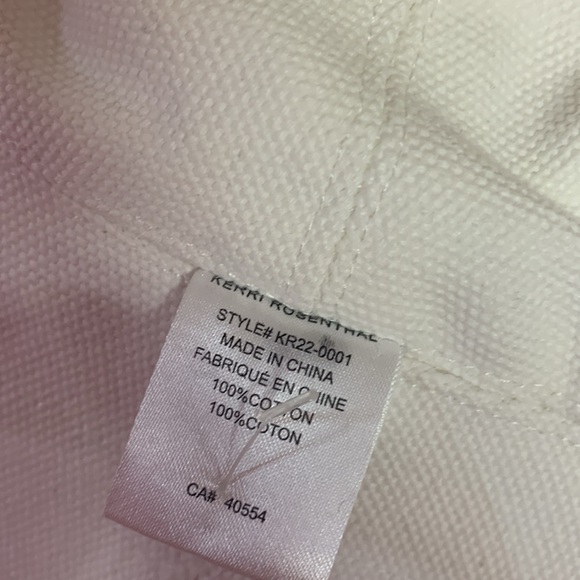 KERRI ROSENTHAL
STYLE# KR22-0001
MADE IN CHINA
FABRIQUÉ EN CHINE
100%COTTON
100%COTON
CA# 40554